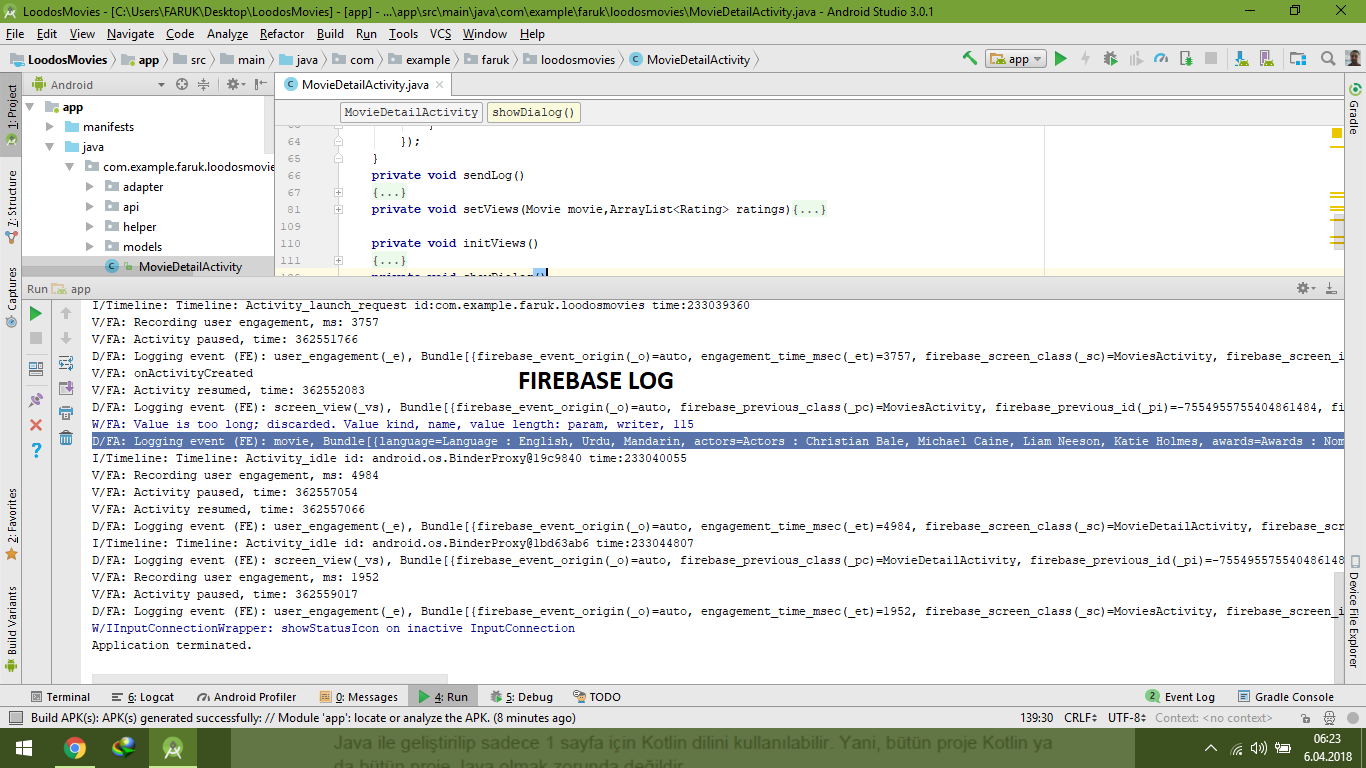 LoodosMovies - [C:\Users\FARUK\Desktop\LoodosMovies] - [app] - ...\app\src\main\java\com\example\faruk\loodosmovies\MovieDetailActivity.java - Android Studio 3.0.1
File Edit View Navigate Code Analyze Refactor Build Run Tools VCS Window Help
LoodosMovies app src main java com example faruk loodosmovies MovieDetailActivity app
Android MovieDetailActivity.java
MovieDetailActivity showDialog()
1: Project
7: Structure
Captures
2: Favorites
Build Variants
Gradle
Device File Explorer
app
manifests
java
com.example.faruk.loodosmovie
adapter
api
helper
models
MovieDetailActivity
64 });
65 }
66 private void sendLog()
67 {...}
81 private void setViews(Movie movie,ArrayList<Rating> ratings){...}
109
110 private void initViews()
111 {...}
private void showDialog()
Run app
I/Timeline: Timeline: Activity_launch_request id:com.example.faruk.loodosmovies time:233039360
V/FA: Recording user engagement, ms: 3757
V/FA: Activity paused, time: 362551766
D/FA: Logging event (FE): user_engagement(_e), Bundle[{firebase_event_origin(_o)=auto, engagement_time_msec(_et)=3757, firebase_screen_class(_sc)=MoviesActivity, firebase_screen_i
V/FA: onActivityCreated
V/FA: Activity resumed, time: 362552083
FIREBASE LOG
D/FA: Logging event (FE): screen_view(_vs), Bundle[{firebase_event_origin(_o)=auto, firebase_previous_class(_pc)=MoviesActivity, firebase_previous_id(_pi)=-7554955755404861484, fi
W/FA: Value is too long; discarded. Value kind, name, value length: param, writer, 115
D/FA: Logging event (FE): movie, Bundle[{language=Language : English, Urdu, Mandarin, actors=Actors : Christian Bale, Michael Caine, Liam Neeson, Katie Holmes, awards=Awards : Nom
I/Timeline: Timeline: Activity_idle id: android.os.BinderProxy@19c9840 time:233040055
V/FA: Recording user engagement, ms: 4984
V/FA: Activity paused, time: 362557054
V/FA: Activity resumed, time: 362557066
D/FA: Logging event (FE): user_engagement(_e), Bundle[{firebase_event_origin(_o)=auto, engagement_time_msec(_et)=4984, firebase_screen_class(_sc)=MovieDetailActivity, firebase_scr
I/Timeline: Timeline: Activity_idle id: android.os.BinderProxy@1bd63ab6 time:233044807
D/FA: Logging event (FE): screen_view(_vs), Bundle[{firebase_event_origin(_o)=auto, firebase_previous_class(_pc)=MovieDetailActivity, firebase_previous_id(_pi)=-755495575540486148
V/FA: Recording user engagement, ms: 1952
V/FA: Activity paused, time: 362559017
D/FA: Logging event (FE): user_engagement(_e), Bundle[{firebase_event_origin(_o)=auto, engagement_time_msec(_et)=1952, firebase_screen_class(_sc)=MoviesActivity, firebase_screen_i
W/IInputConnectionWrapper: showStatusIcon on inactive InputConnection
Application terminated.
Terminal 6: Logcat Android Profiler 0: Messages 4: Run 5: Debug TODO 2 Event Log Gradle Console
Build APK(s): APK(s) generated successfully: // Module 'app': locate or analyze the APK. (8 minutes ago) 139:30 CRLF UTF-8 Context: <no context>
Java ile geliştirilip sadece 1 sayfa için Kotlin dilini kullanılabilir. Yani, bütün proje Kotlin ya
da bütün proje Java olmak zorunda değildir.
06:23
6.04.2018